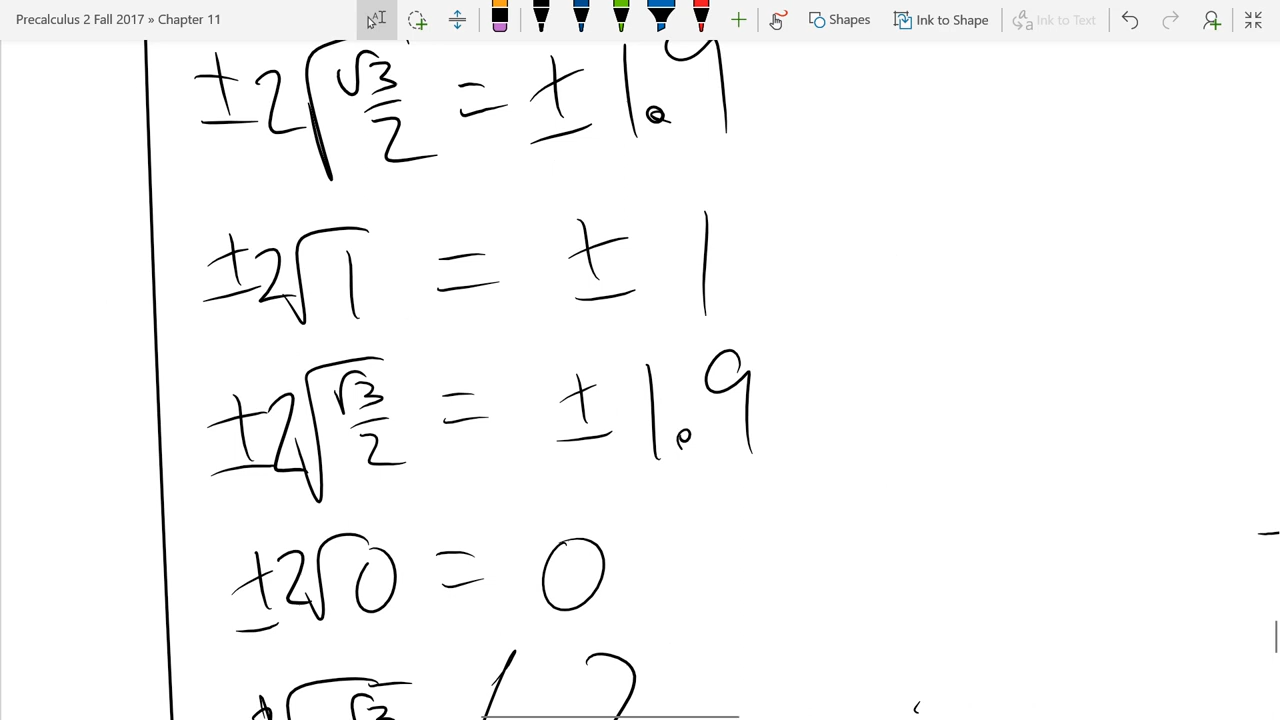 Precalculus 2 Fall 2017 » Chapter 11
Shapes
Ink to Shape
Ink to Text
±2√(√3/2) = ±1.9
±2√1 = ±1
±2√(√3/2) = ±1.9
±2√0 = 0